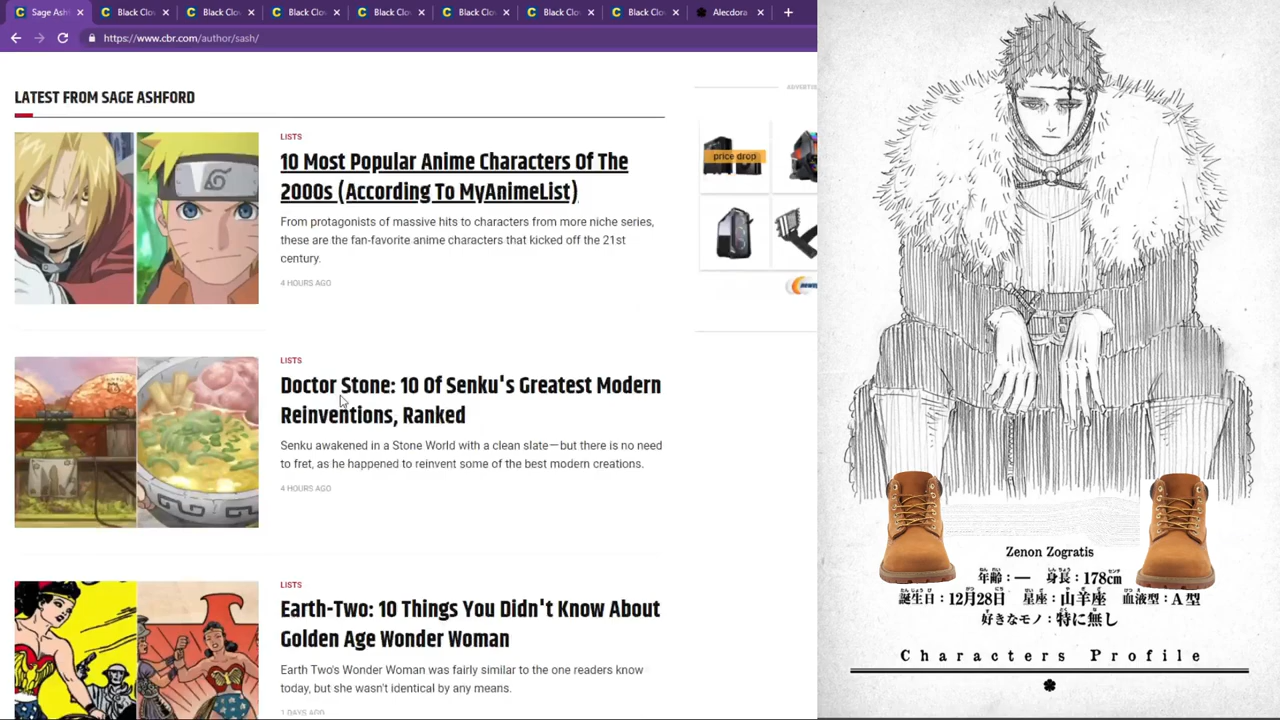 Sage Ash
Black Clo
Black Clo
Black Clo
Black Clo
Black Clo
Black Clo
Black Clo
Alecdora
https://www.cbr.com/author/sash/
LATEST FROM SAGE ASHFORD
LISTS
10 Most Popular Anime Characters Of The
2000s (According To MyAnimeList)
From protagonists of massive hits to characters from more niche series,
these are the fan-favorite anime characters that kicked off the 21st
century.
4 HOURS AGO
LISTS
Doctor Stone: 10 Of Senku's Greatest Modern
Reinventions, Ranked
Senku awakened in a Stone World with a clean slate—but there is no need
to fret, as he happened to reinvent some of the best modern creations.
4 HOURS AGO
LISTS
Earth-Two: 10 Things You Didn't Know About
Golden Age Wonder Woman
Earth Two's Wonder Woman was fairly similar to the one readers know
today, but she wasn't identical by any means.
1 DAYS AGO
ADVERTI
price drop
Zenon Zogratis
年齢：― 身長：178cm
誕生日：12月28日 星座：山羊座 血液型：A型
好きなモノ：特に無し
Characters Profile